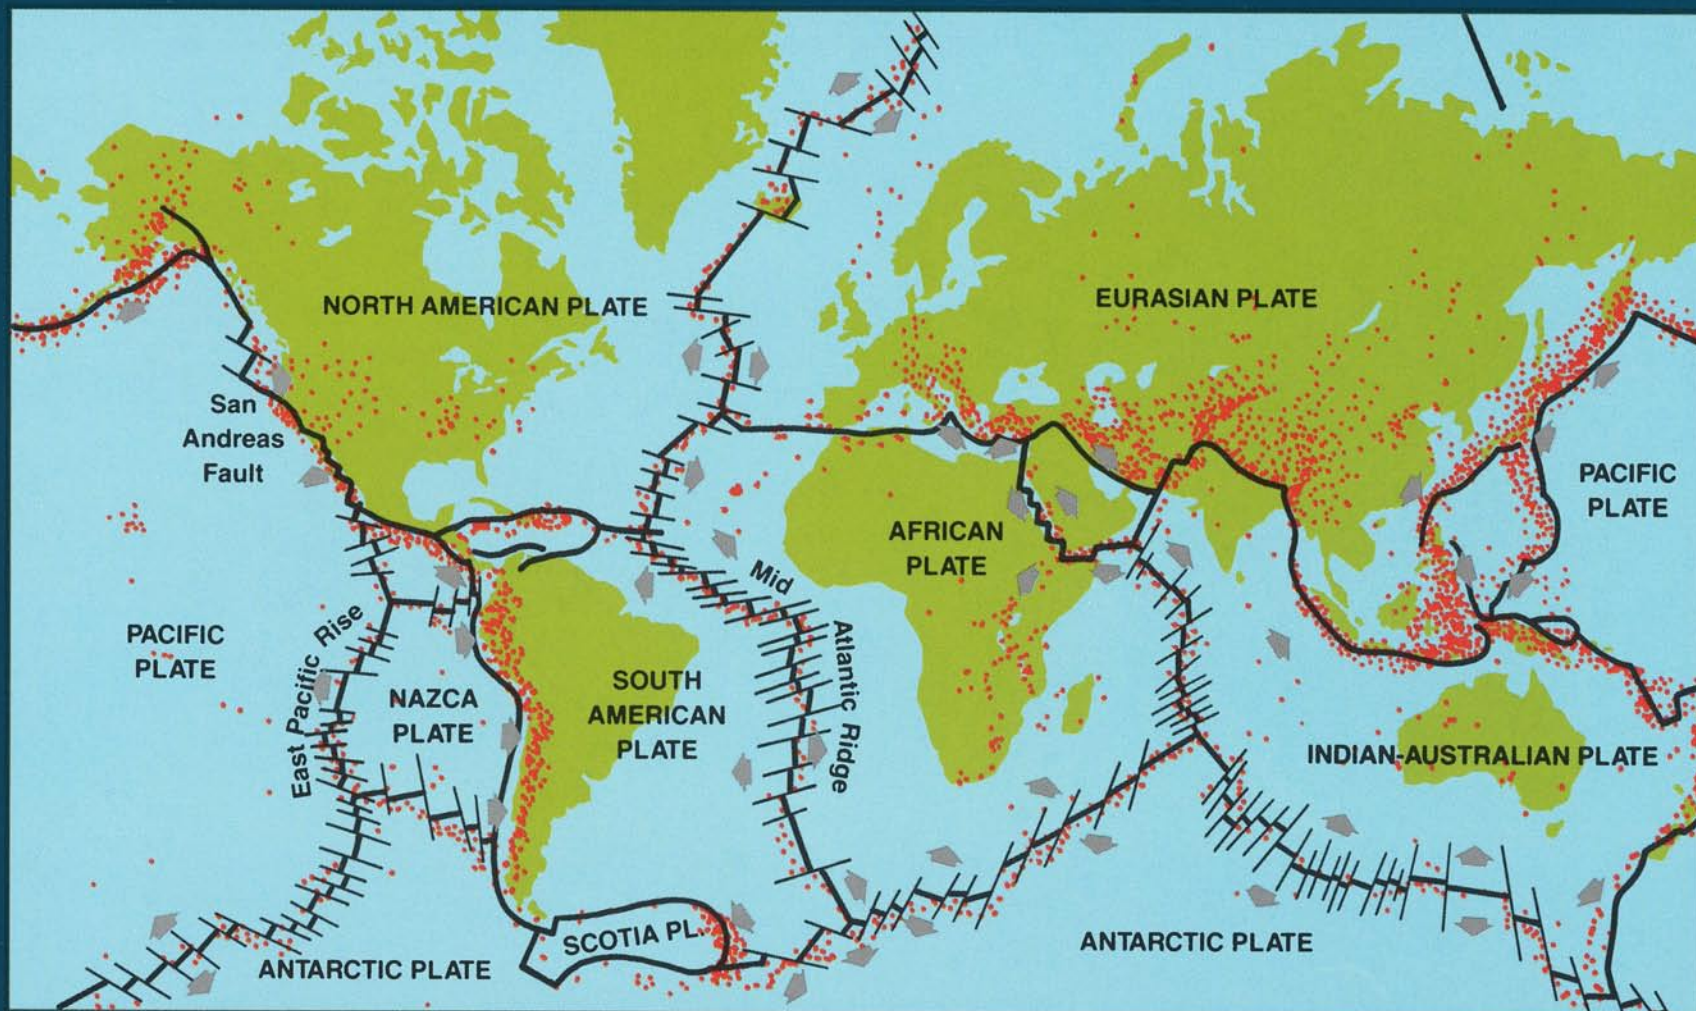 NORTH AMERICAN PLATE
EURASIAN PLATE
San
Andreas
Fault
PACIFIC
PLATE
AFRICAN
PLATE
Mid
Atlantic Ridge
PACIFIC
PLATE
East Pacific Rise
NAZCA
PLATE
SOUTH
AMERICAN
PLATE
INDIAN-AUSTRALIAN PLATE
SCOTIA PL.
ANTARCTIC PLATE
ANTARCTIC PLATE